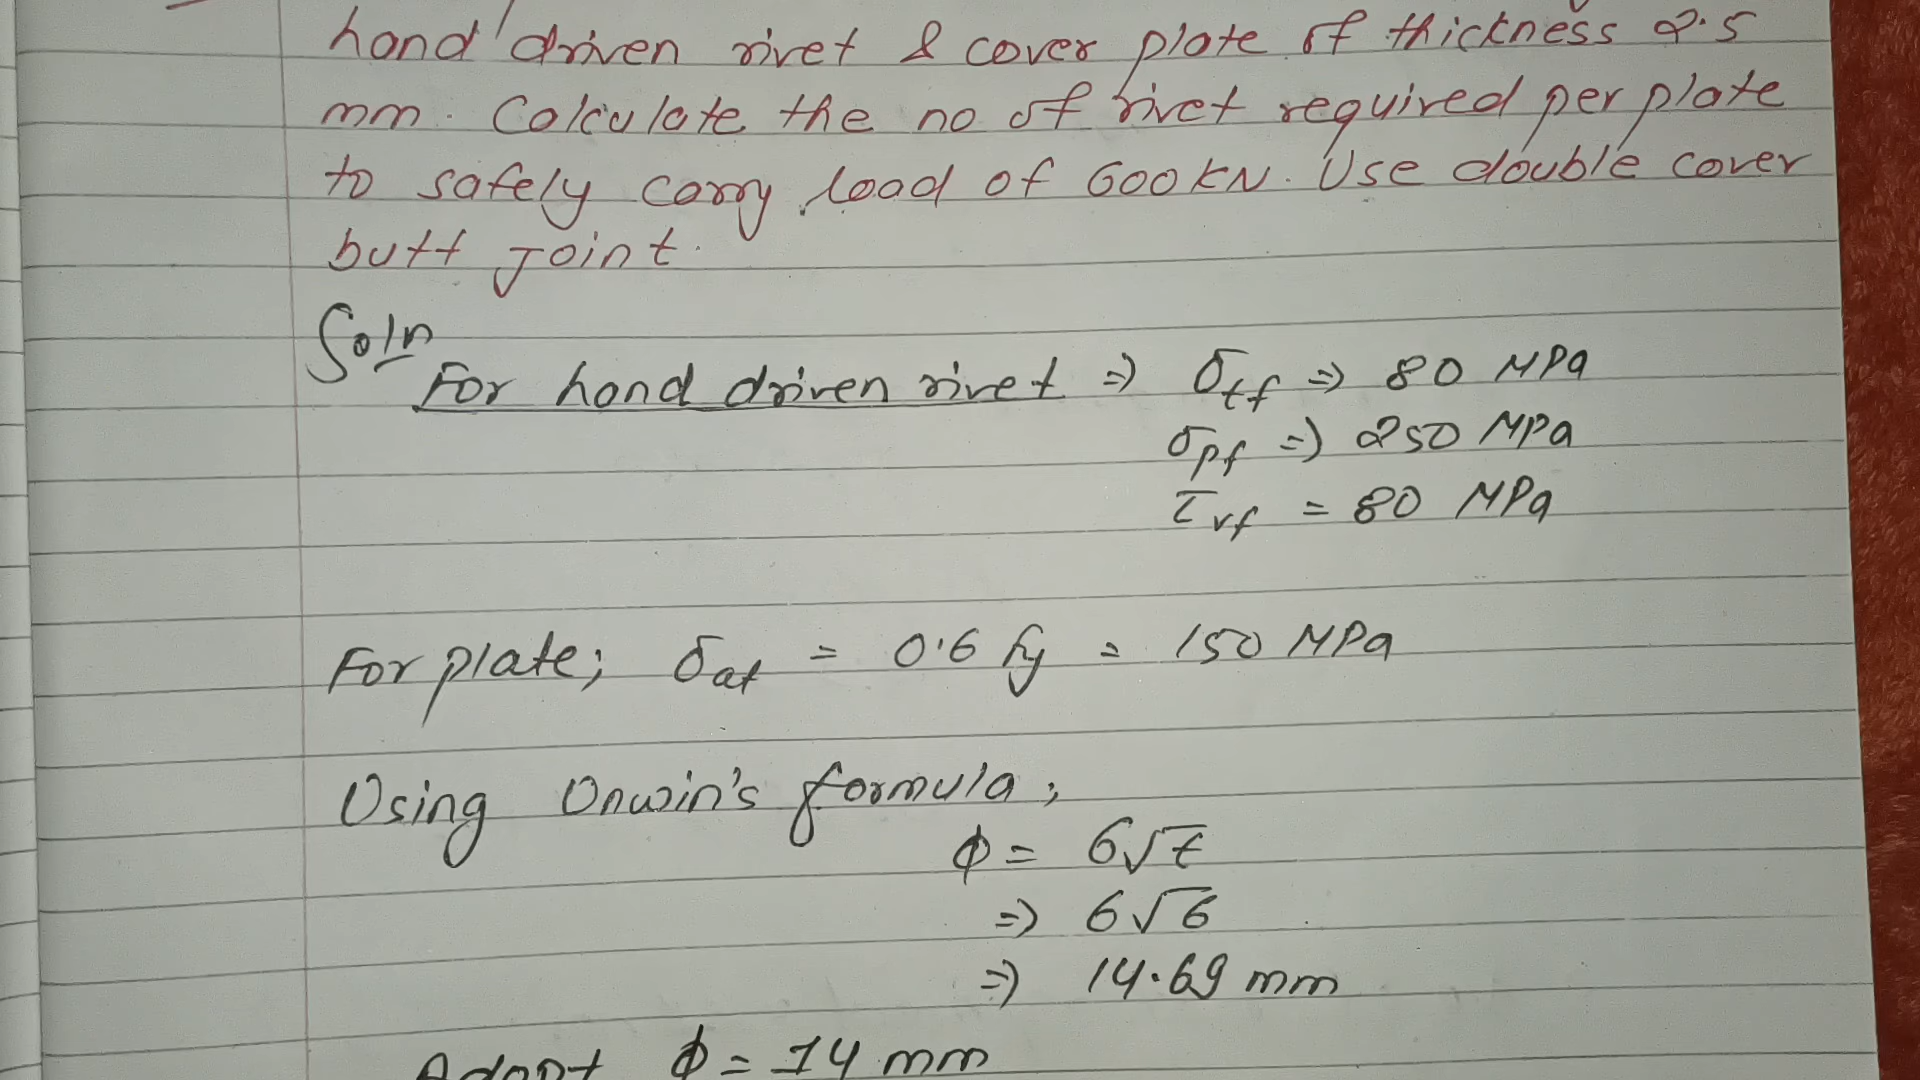 hand driven rivet & cover plate of thickness 2.5
mm. Calculate the no of rivet required per plate
to safely carry load of 600 kN. Use double cover
butt joint.
Soln
For hand driven rivet => σtf => 80 MPa
σpf => 250 MPa
τvf = 80 MPa
For plate; σat = 0.6 fy = 150 MPa
Using Unwin's formula,
ϕ = 6√t
=> 6√6
=> 14.69 mm
Adopt ϕ = 14 mm